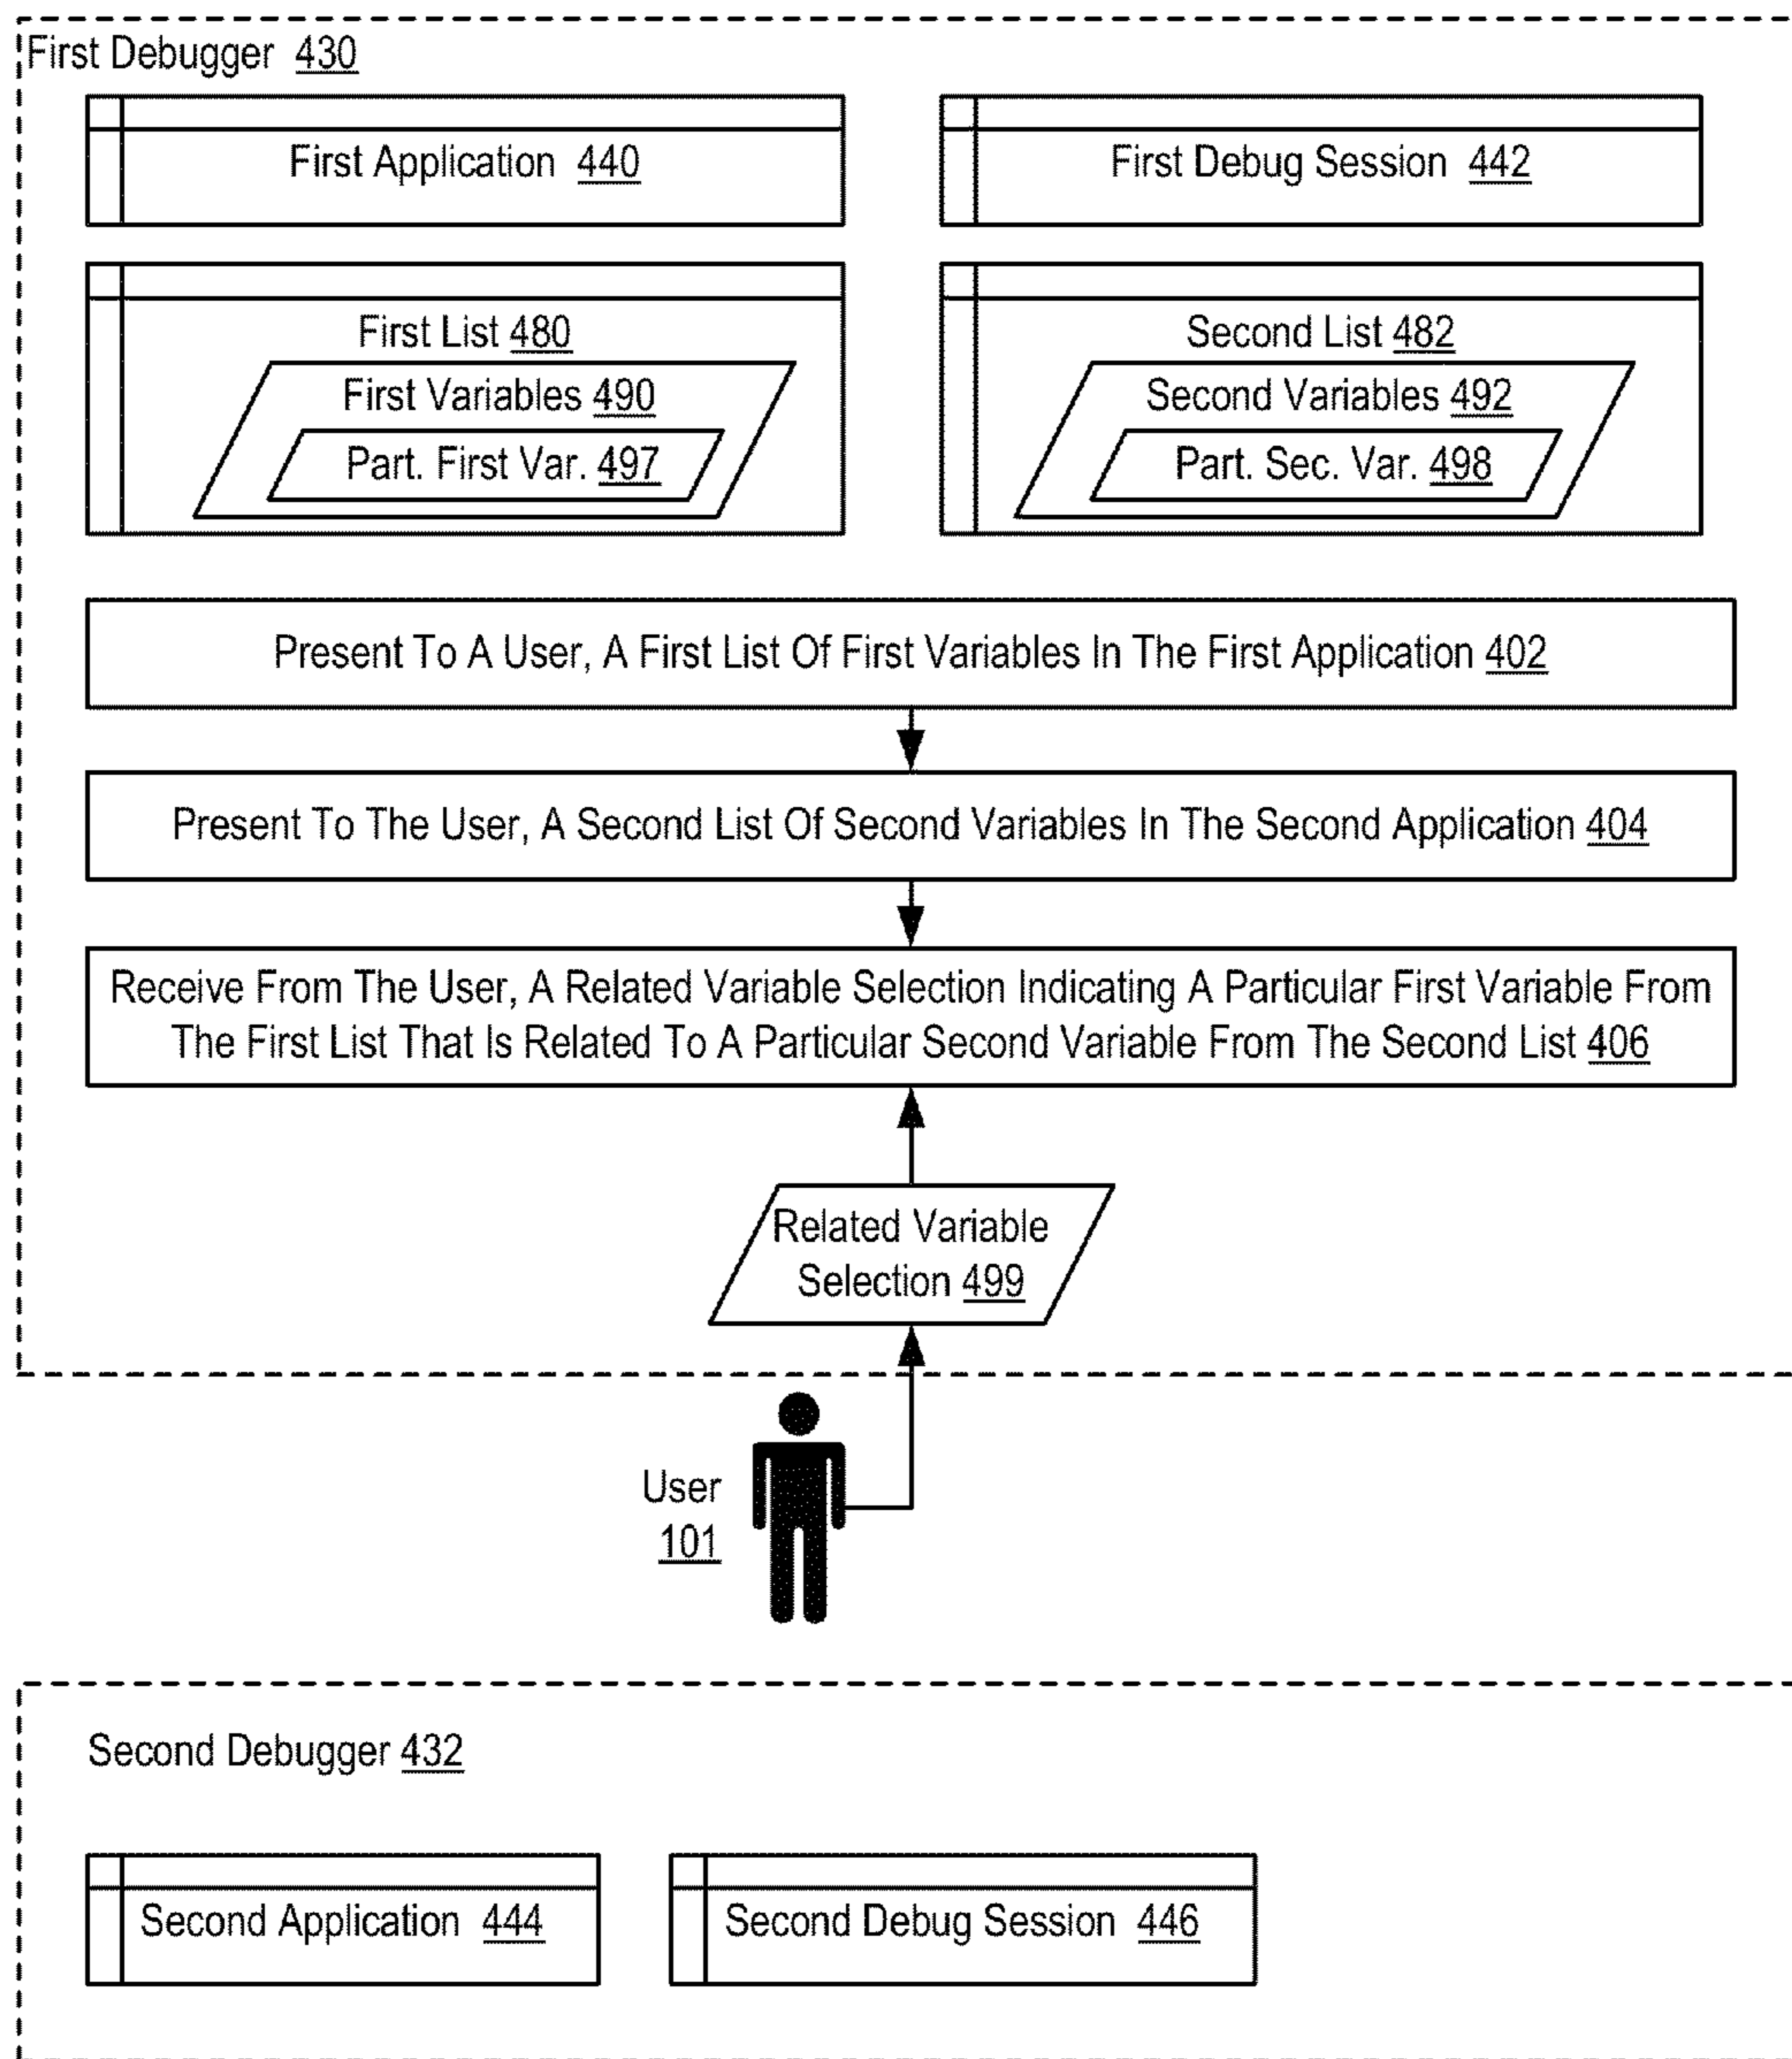 First Debugger 430
First Application 440
First Debug Session 442
First List 480
First Variables 490
Part. First Var. 497
Second List 482
Second Variables 492
Part. Sec. Var. 498
Present To A User, A First List Of First Variables In The First Application 402
Present To The User, A Second List Of Second Variables In The Second Application 404
Receive From The User, A Related Variable Selection Indicating A Particular First Variable From
The First List That Is Related To A Particular Second Variable From The Second List 406
Related Variable
Selection 499
User
101
Second Debugger 432
Second Application 444
Second Debug Session 446